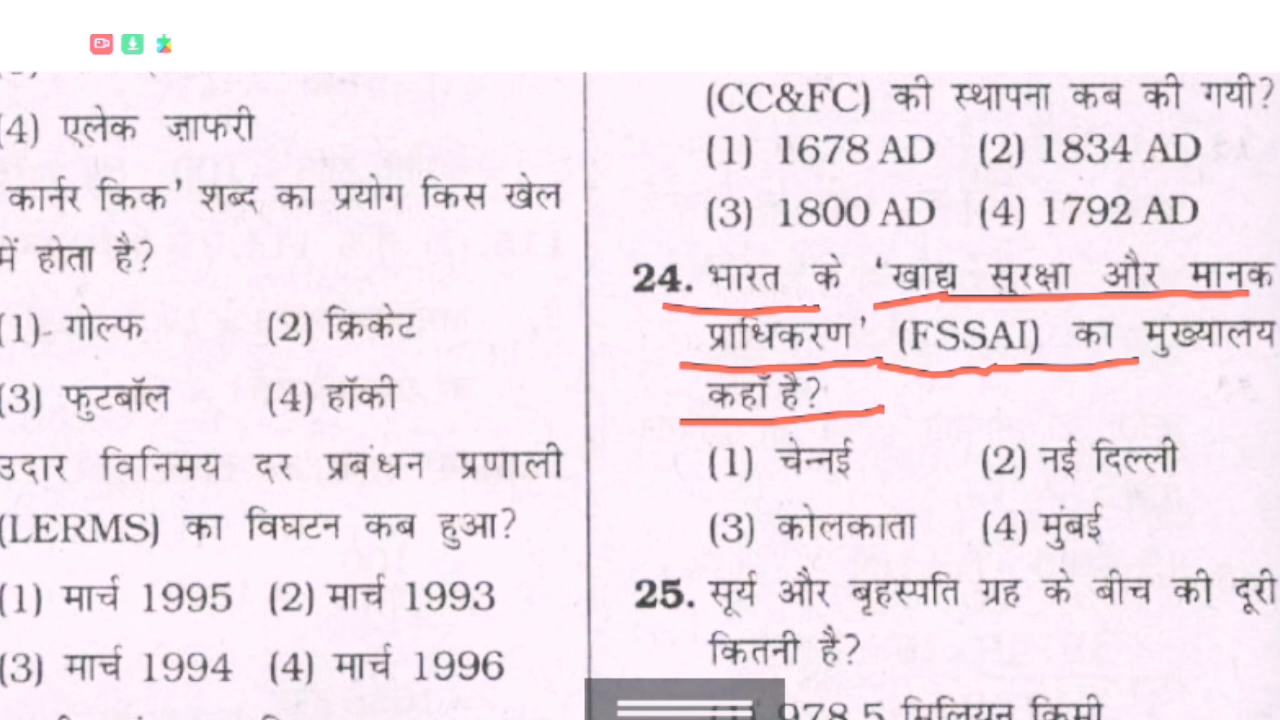 (4) एलेक ज़ाफरी
कार्नर किक' शब्द का प्रयोग किस खेल
में होता है?
(1) गोल्फ (2) क्रिकेट
(3) फुटबॉल (4) हॉकी
उदार विनिमय दर प्रबंधन प्रणाली
(LERMS) का विघटन कब हुआ?
(1) मार्च 1995 (2) मार्च 1993
(3) मार्च 1994 (4) मार्च 1996
(CC&FC) की स्थापना कब की गयी?
(1) 1678 AD (2) 1834 AD
(3) 1800 AD (4) 1792 AD
24. भारत के 'खाद्य सुरक्षा और मानक
प्राधिकरण' (FSSAI) का मुख्यालय
कहाँ है?
(1) चेन्नई (2) नई दिल्ली
(3) कोलकाता (4) मुंबई
25. सूर्य और बृहस्पति ग्रह के बीच की दूरी
कितनी है?
978.5 मिलियन किमी